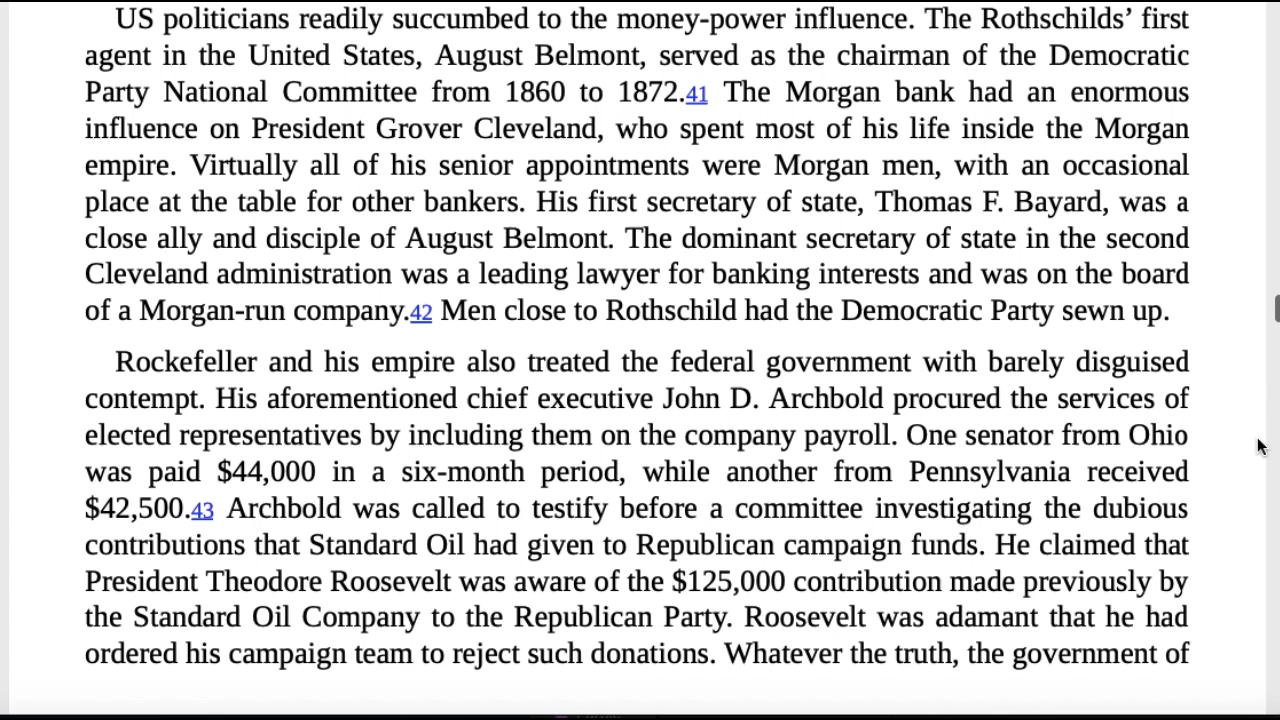 US politicians readily succumbed to the money-power influence. The Rothschilds’ first
agent in the United States, August Belmont, served as the chairman of the Democratic
Party National Committee from 1860 to 1872.41 The Morgan bank had an enormous
influence on President Grover Cleveland, who spent most of his life inside the Morgan
empire. Virtually all of his senior appointments were Morgan men, with an occasional
place at the table for other bankers. His first secretary of state, Thomas F. Bayard, was a
close ally and disciple of August Belmont. The dominant secretary of state in the second
Cleveland administration was a leading lawyer for banking interests and was on the board
of a Morgan-run company.42 Men close to Rothschild had the Democratic Party sewn up.
Rockefeller and his empire also treated the federal government with barely disguised
contempt. His aforementioned chief executive John D. Archbold procured the services of
elected representatives by including them on the company payroll. One senator from Ohio
was paid $44,000 in a six-month period, while another from Pennsylvania received
$42,500.43 Archbold was called to testify before a committee investigating the dubious
contributions that Standard Oil had given to Republican campaign funds. He claimed that
President Theodore Roosevelt was aware of the $125,000 contribution made previously by
the Standard Oil Company to the Republican Party. Roosevelt was adamant that he had
ordered his campaign team to reject such donations. Whatever the truth, the government of